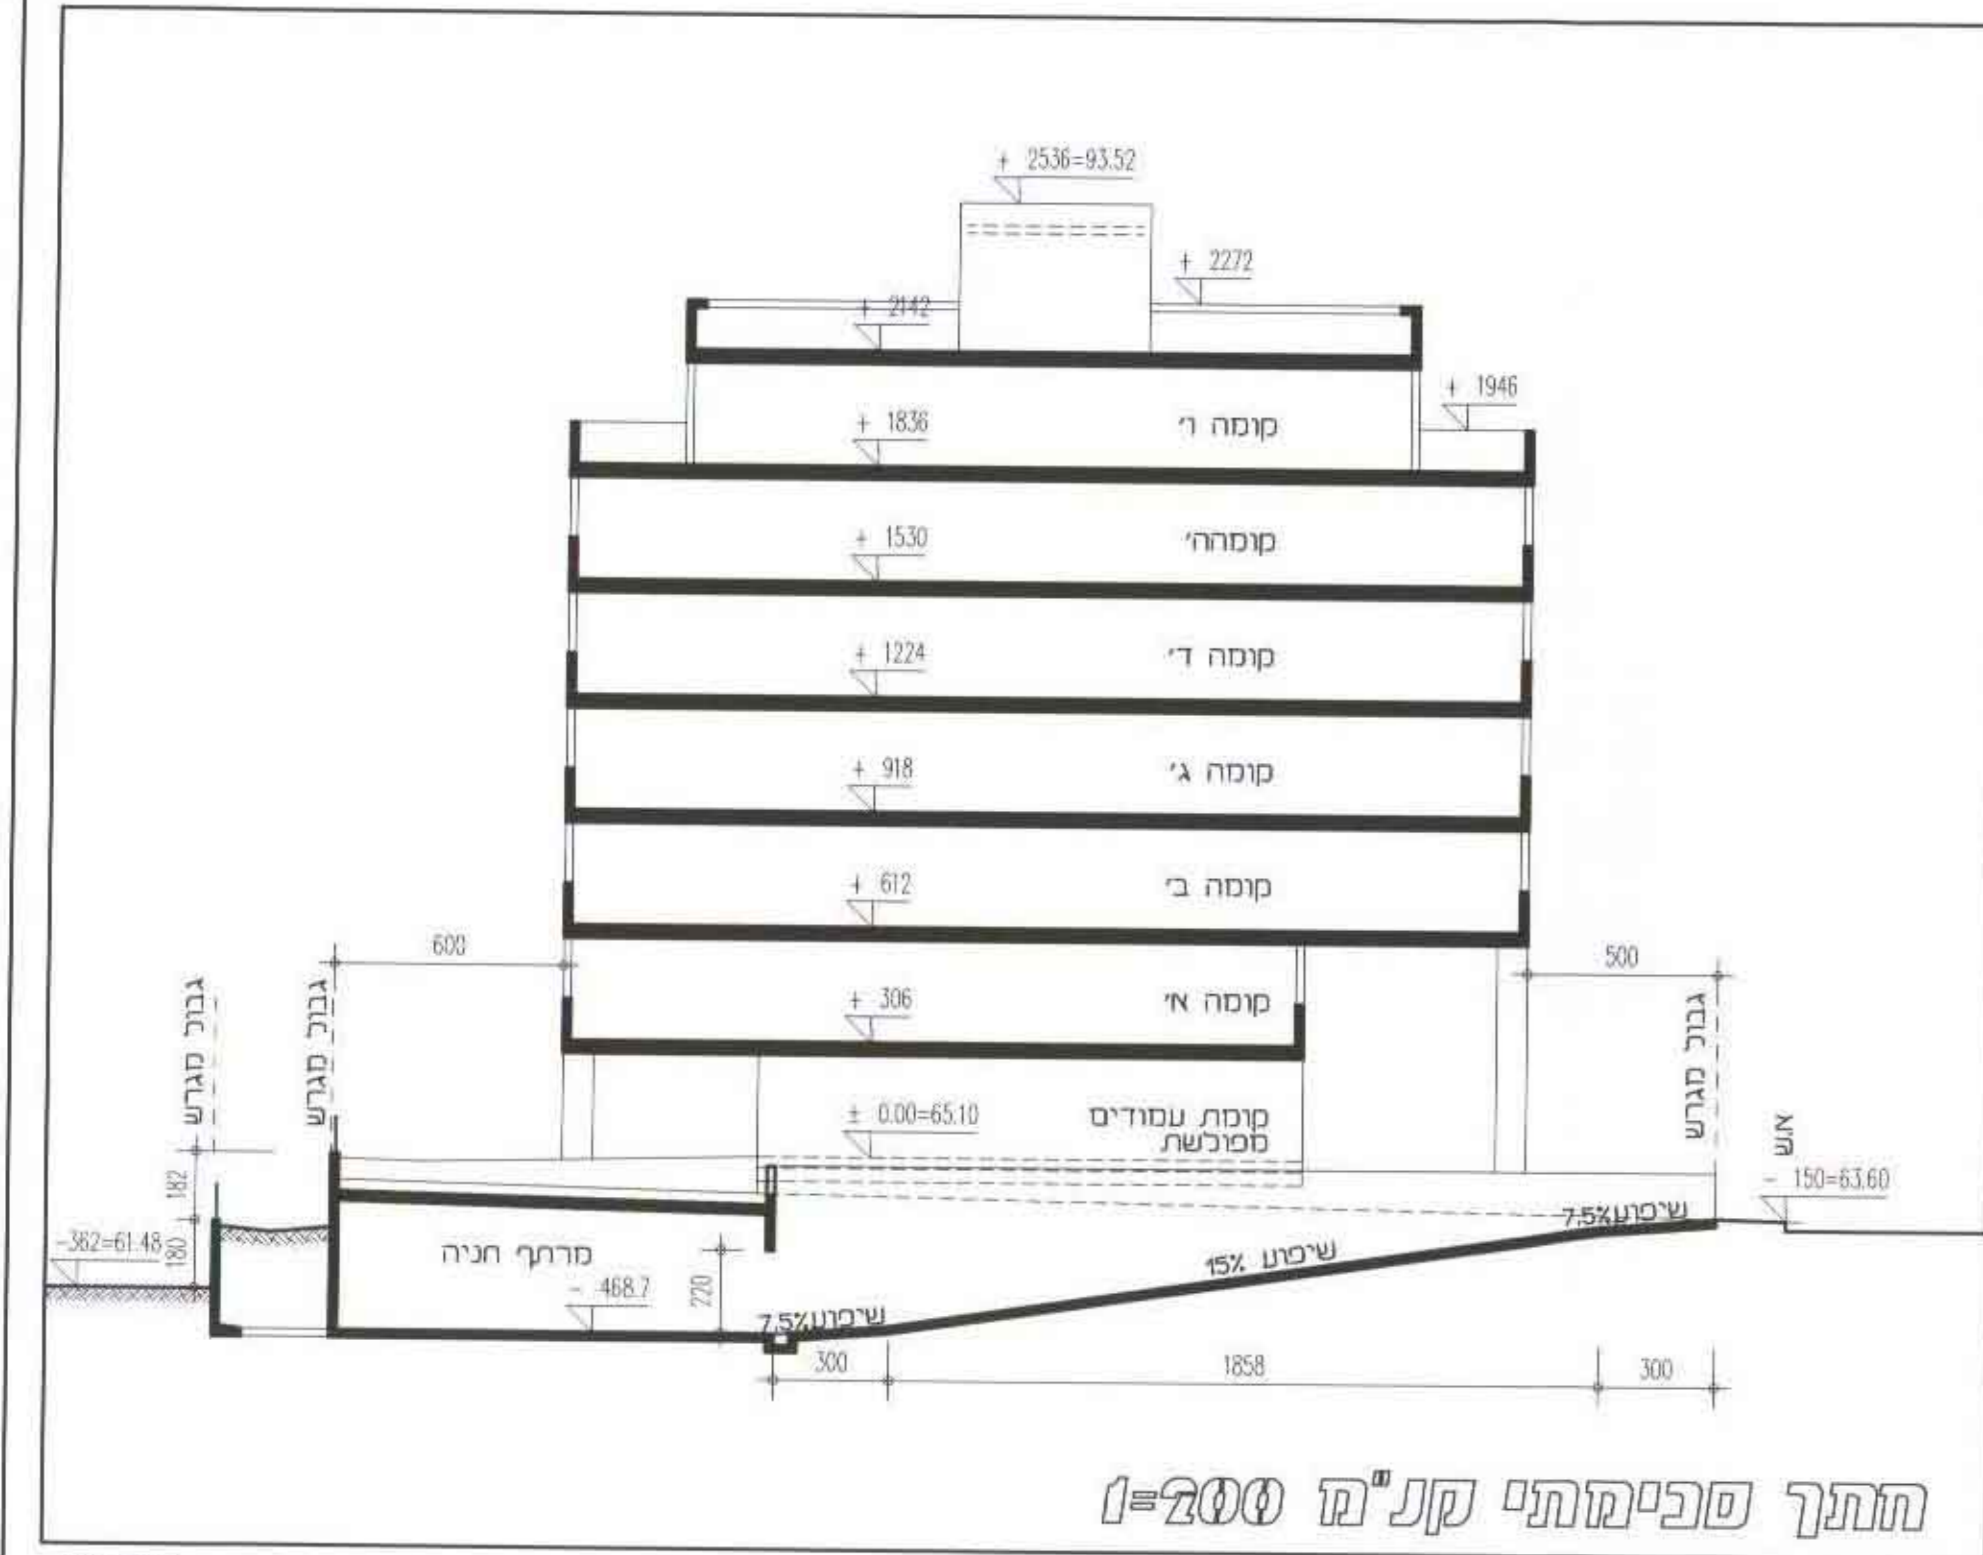 + 2536=93.52
+ 2272
+ 2142
+ 1946
+ 1836
קומה ו'
+ 1530
קומהה'
+ 1224
קומה ד'
+ 918
קומה ג'
+ 612
קומה ב'
600
500
גבול מגרש
גבול מגרש
גבול מגרש
+ 306
קומה א'
± 0.00=65.10
קומת עמודים
מפולשת
א.ש
- 150=63.60
182
180
-362=61.48
מרתף חניה
- 468.7
220
שיפוע 7.5%
שיפוע 15%
שיפוע 7.5%
300
1858
300
חתך סכימתי קנ"מ 1=200